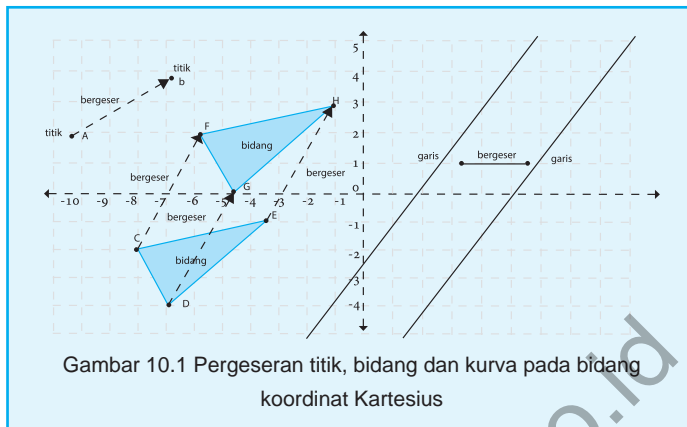 5
titik
b
4
bergeser
F
H
3
titik
A
2
bidang
bergeser
bergeser
garis
bergeser
garis
1
G
0
-10 -9 -8 -7 -6 -5 -4 -3 -2 -1
bergeser
E
-1
C
bidang
-2
-3
D
-4
Gambar 10.1 Pergeseran titik, bidang dan kurva pada bidang
koordinat Kartesius
o.id